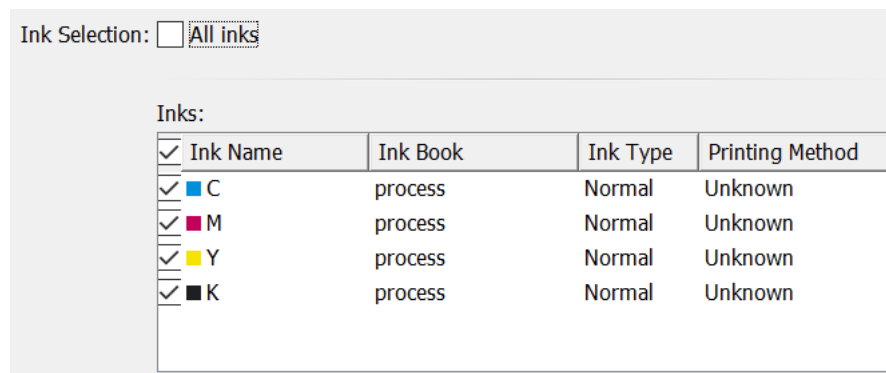 Ink Selection: All inks
Inks:
Ink Name Ink Book Ink Type Printing Method
C process Normal Unknown
M process Normal Unknown
Y process Normal Unknown
K process Normal Unknown